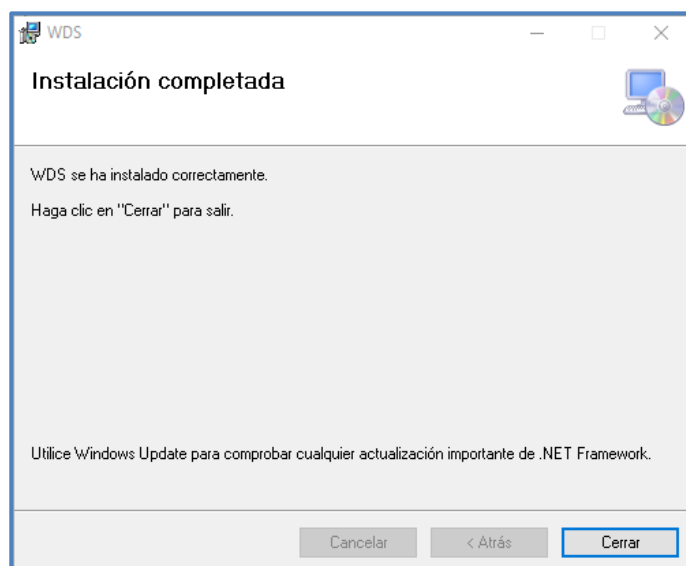 WDS
Instalación completada
WDS se ha instalado correctamente.
Haga clic en "Cerrar" para salir.
Utilice Windows Update para comprobar cualquier actualización importante de .NET Framework.
Cancelar < Atrás Cerrar